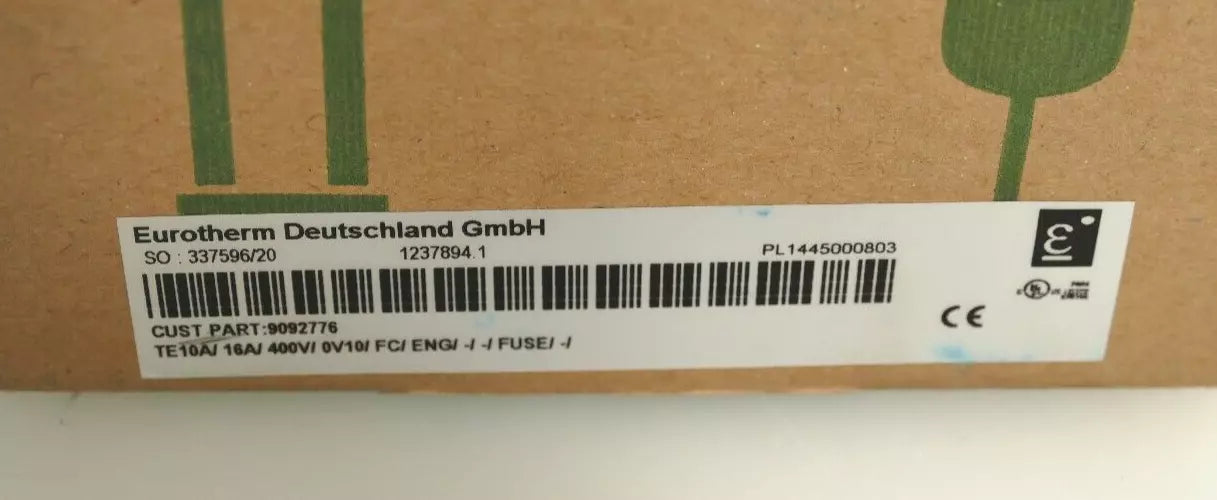 Eurotherm Deutschland GmbH
SO : 337596/20 1237894.1 PL1445000803
CUST PART:9092776
TE10A/ 16A/ 400V/ 0V10/ FC/ ENG/ -/ -/ FUSE/ -/
CE
UL